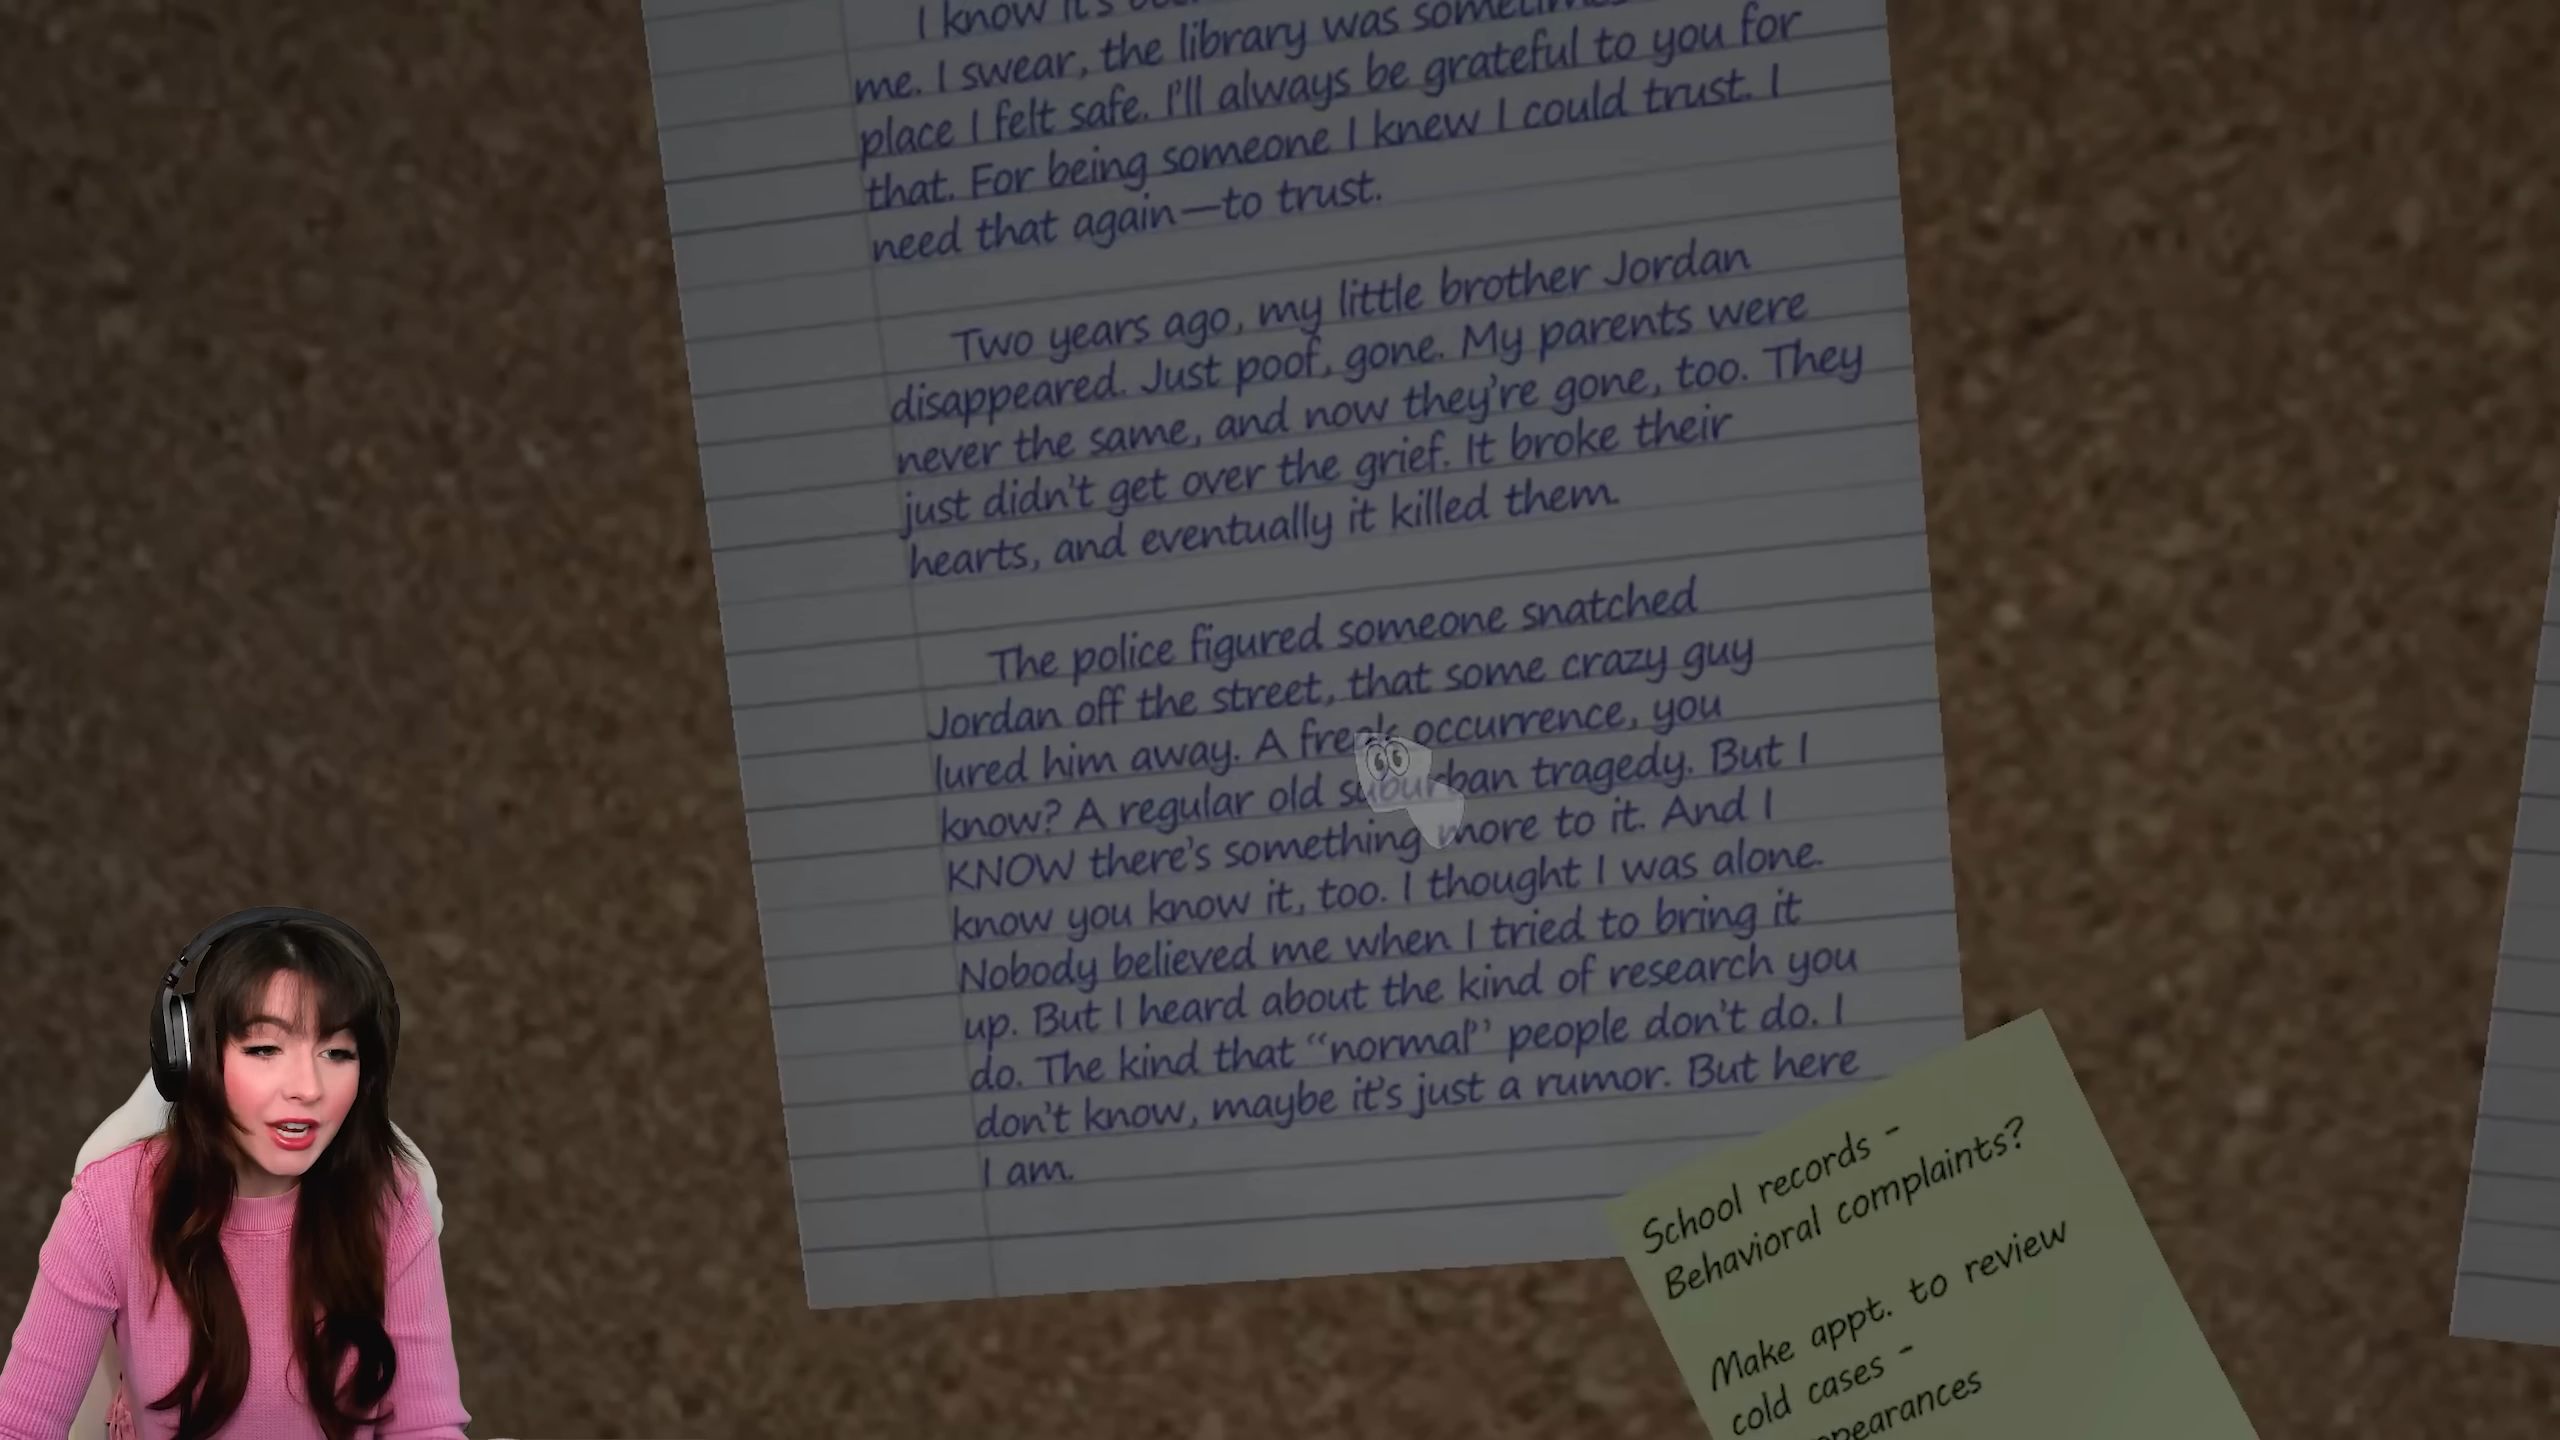 I know it's
me. I swear, the library was
place I felt safe. I'll always be grateful to you for
that. For being someone I knew I could trust. I
need that again—to trust.
Two years ago, my little brother Jordan
disappeared. Just poof, gone. My parents were
never the same, and now they're gone, too. They
just didn't get over the grief. It broke their
hearts, and eventually it killed them.
The police figured someone snatched
Jordan off the street, that some crazy guy
lured him away. A freak occurrence, you
know? A regular old suburban tragedy. But I
KNOW there's something more to it. And I
know you know it, too. I thought I was alone.
Nobody believed me when I tried to bring it
up. But I heard about the kind of research you
do. The kind that “normal” people don't do. I
don't know, maybe it's just a rumor. But here
I am.
School records -
Behavioral complaints?
Make appt. to review
cold cases -